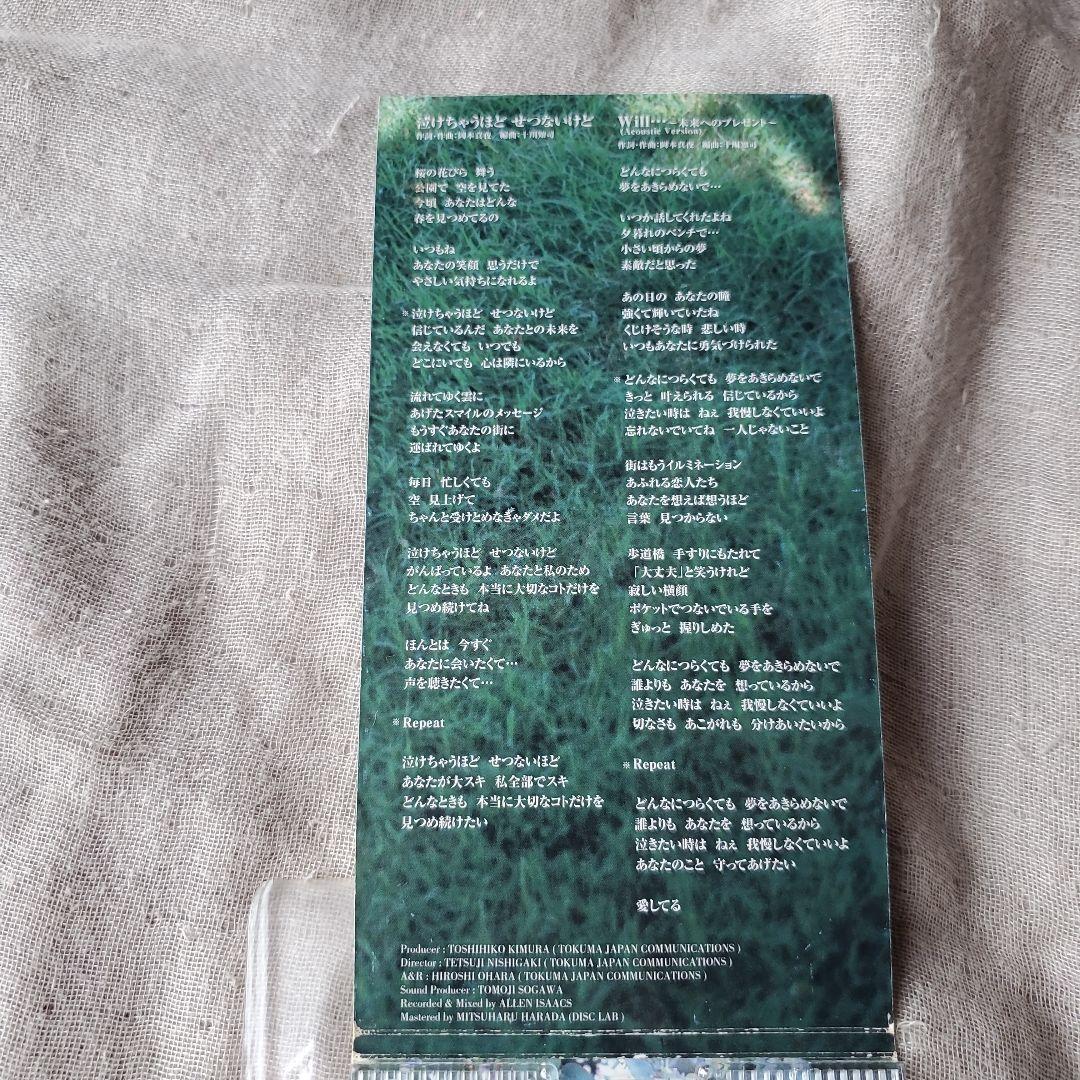 泣けちゃうほど せつないけど
作詞・作曲：岡本真夜／編曲：十川知司
桜の花びら 舞う
公園で 空を見てた
今頃 あなたはどんな
春を見つめてるの
いつもね
あなたの笑顔 思うだけで
やさしい気持ちになれるよ
※泣けちゃうほど せつないけど
信じているんだ あなたとの未来を
会えなくても いつでも
どこにいても 心は隣にいるから
流れてゆく雲に
あげたスマイルのメッセージ
もうすぐあなたの街に
運ばれてゆくよ
毎日 忙しくても
空 見上げて
ちゃんと受けとめなきゃダメだよ
泣けちゃうほど せつないけど
がんばっているよ あなたと私のため
どんなときも 本当に大切なコトだけを
見つめ続けてね
ほんとは 今すぐ
あなたに会いたくて…
声を聴きたくて…
※Repeat
泣けちゃうほど せつないほど
あなたが大スキ 私全部でスキ
どんなときも 本当に大切なコトだけを
見つめ続けたい
Will…～未来へのプレゼント～
(Acoustic Version)
作詞・作曲：岡本真夜／編曲：十川知司
どんなにつらくても
夢をあきらめないで…
いつか話してくれたよね
夕暮れのベンチで…
小さい頃からの夢
素敵だと思った
あの日の あなたの瞳
強くて輝いていたね
くじけそうな時 悲しい時
いつもあなたに勇気づけられた
※どんなにつらくても 夢をあきらめないで
きっと 叶えられる 信じているから
泣きたい時は ねぇ 我慢しなくていいよ
忘れないでいてね 一人じゃないこと
街はもうイルミネーション
あふれる恋人たち
あなたを想えば想うほど
言葉 見つからない
歩道橋 手すりにもたれて
「大丈夫」と笑うけれど
寂しい横顔
ポケットでつないでいる手を
ぎゅっと 握りしめた
どんなにつらくても 夢をあきらめないで
誰よりも あなたを 想っているから
泣きたい時は ねぇ 我慢しなくていいよ
切なさも あこがれも 分けあいたいから
※Repeat
どんなにつらくても 夢をあきらめないで
誰よりも あなたを 想っているから
泣きたい時は ねぇ 我慢しなくていいよ
あなたのこと 守ってあげたい
愛してる
Producer : TOSHIHIKO KIMURA ( TOKUMA JAPAN COMMUNICATIONS )
Director : TETSUJI NISHIGAKI ( TOKUMA JAPAN COMMUNICATIONS )
A&R : HIROSHI OHARA ( TOKUMA JAPAN COMMUNICATIONS )
Sound Producer : TOMOJI SOGAWA
Recorded & Mixed by ALLEN ISAACS
Mastered by MITSUHARU HARADA (DISC LAB )